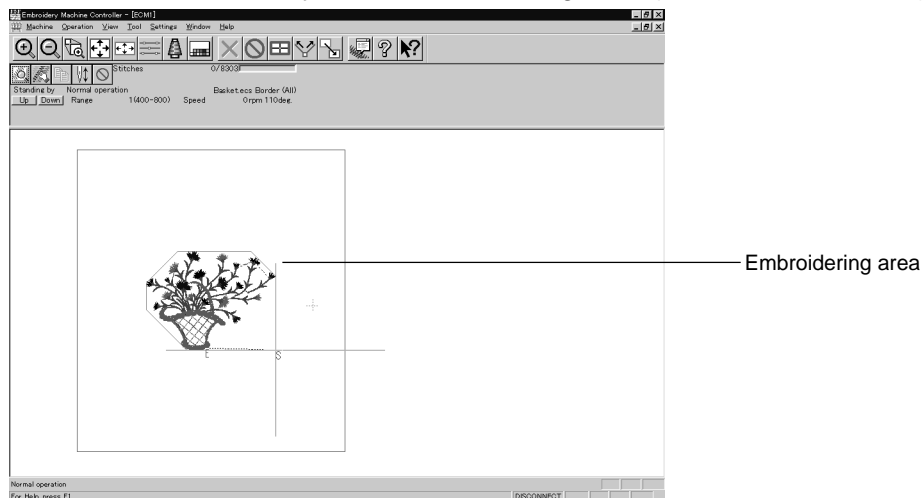 Embroidery Machine Controller - [ECM1]
Machine Operation View Tool Settings Window Help
Stitches 0/8303
Standing by Normal operation Basket.ecs Border (All)
Up Down Range 1(400-800) Speed 0rpm 110deg.
Embroidering area
E S
Normal operation
For Help, press F1 DISCONNECT